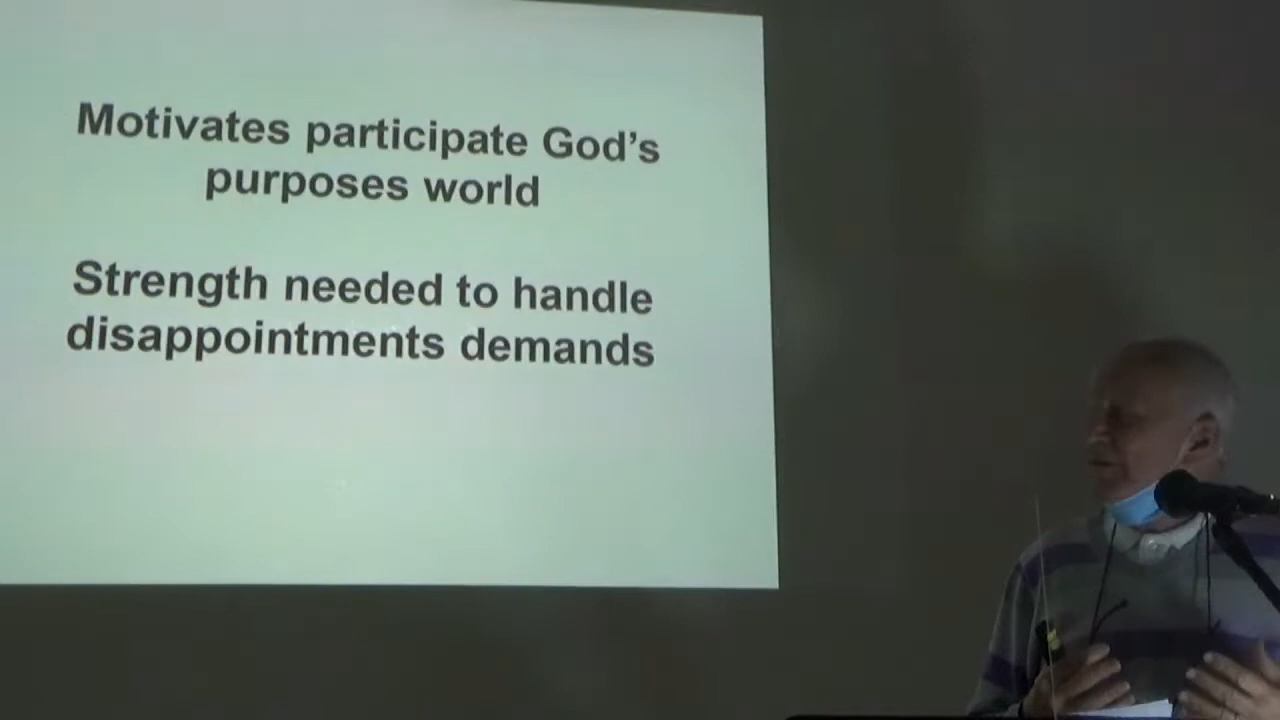 Motivates participate God's
purposes world
Strength needed to handle
disappointments demands